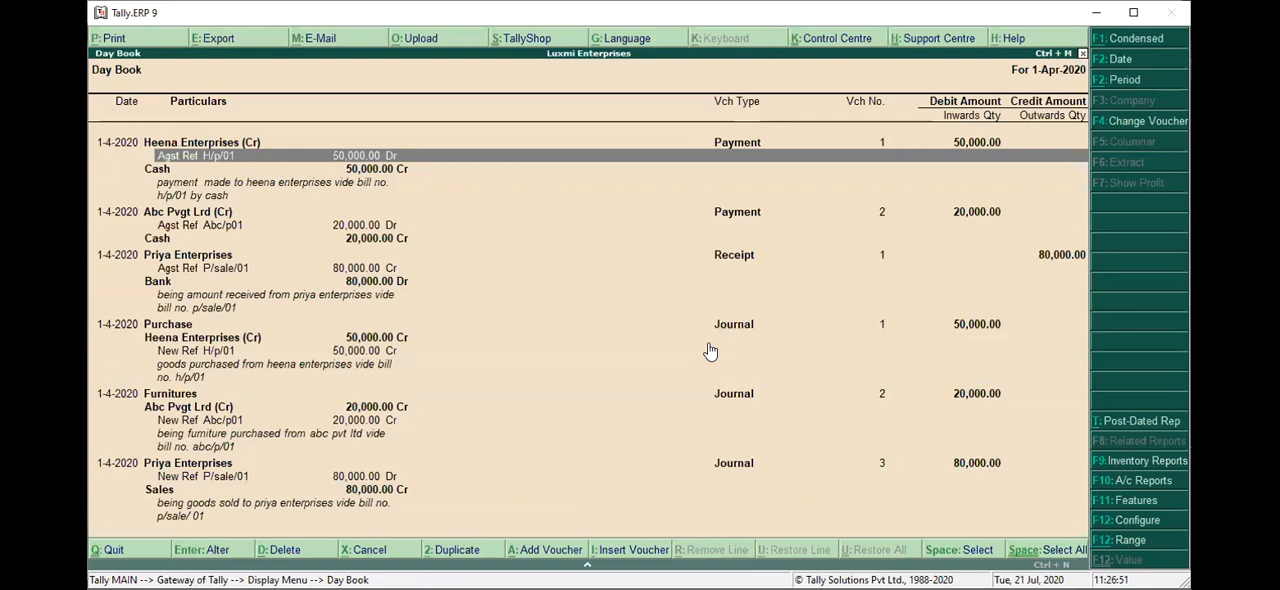 Tally.ERP 9
P: Print E: Export M: E-Mail O: Upload S: TallyShop G: Language K: Keyboard K: Control Centre H: Support Centre H: Help
Day Book Luxmi Enterprises Ctrl + M
Day Book For 1-Apr-2020
Date Particulars Vch Type Vch No. Debit Amount Credit Amount
Inwards Qty Outwards Qty
1-4-2020 Heena Enterprises (Cr) Payment 1 50,000.00
Agst Ref H/p/01 50,000.00 Dr
Cash 50,000.00 Cr
payment made to heena enterprises vide bill no.
h/p/01 by cash
1-4-2020 Abc Pvgt Lrd (Cr) Payment 2 20,000.00
Agst Ref Abc/p01 20,000.00 Dr
Cash 20,000.00 Cr
1-4-2020 Priya Enterprises Receipt 1 80,000.00
Agst Ref P/sale/01 80,000.00 Cr
Bank 80,000.00 Dr
being amount received from priya enterprises vide
bill no. p/sale/01
1-4-2020 Purchase Journal 1 50,000.00
Heena Enterprises (Cr) 50,000.00 Cr
New Ref H/p/01 50,000.00 Cr
goods purchased from heena enterprises vide bill
no. h/p/01
1-4-2020 Furnitures Journal 2 20,000.00
Abc Pvgt Lrd (Cr) 20,000.00 Cr
New Ref Abc/p01 20,000.00 Cr
being furniture purchased from abc pvt ltd vide
bill no. abc/p/01
1-4-2020 Priya Enterprises Journal 3 80,000.00
New Ref P/sale/01 80,000.00 Dr
Sales 80,000.00 Cr
being goods sold to priya enterprises vide bill no.
p/sale/ 01
F1: Condensed
F2: Date
F2: Period
F3: Company
F4: Change Voucher
F5: Columnar
F6: Extract
F7: Show Profit
T: Post-Dated Rep
F8: Related Reports
F9: Inventory Reports
F10: A/c Reports
F11: Features
F12: Configure
F12: Range
F12: Value
Q: Quit Enter: Alter D: Delete X: Cancel 2: Duplicate A: Add Voucher I: Insert Voucher R: Remove Line U: Restore Line U: Restore All Space: Select Space: Select All
Ctrl + N
Tally MAIN --> Gateway of Tally --> Display Menu --> Day Book © Tally Solutions Pvt Ltd., 1988-2020 Tue, 21 Jul, 2020 11:26:51